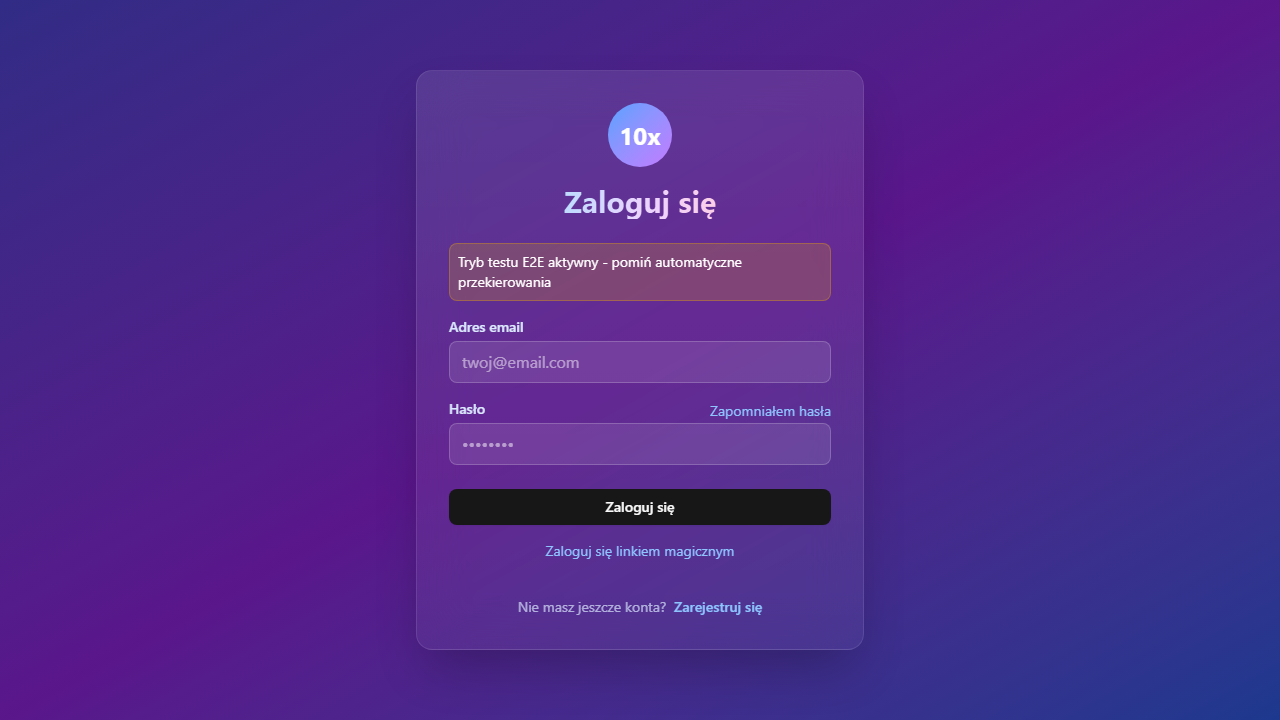 10x
Zaloguj się
Tryb testu E2E aktywny - pomiń automatyczne
przekierowania
Adres email
twoj@email.com
Hasło
Zapomniałem hasła
••••••••
Zaloguj się
Zaloguj się linkiem magicznym
Nie masz jeszcze konta? Zarejestruj się